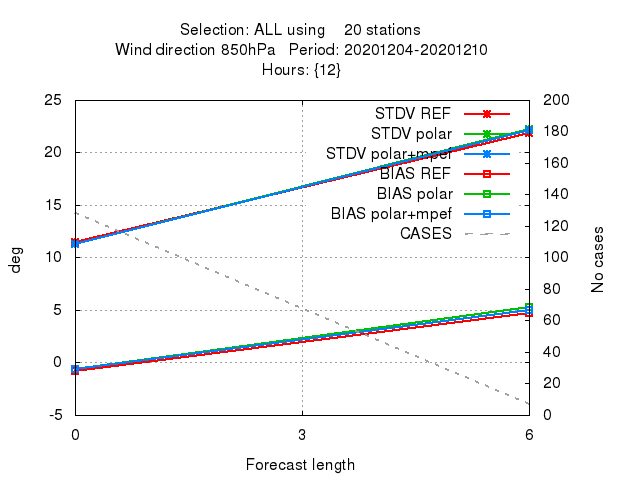 Selection: ALL using    20 stations
Wind direction 850hPa   Period: 20201204-20201210
Hours: {12}
25
20
15
10
5
0
-5
200
180
160
140
120
100
80
60
40
20
0
STDV REF
STDV polar
STDV polar+mpef
BIAS REF
BIAS polar
BIAS polar+mpef
CASES
deg
No cases
0 3 6
Forecast length